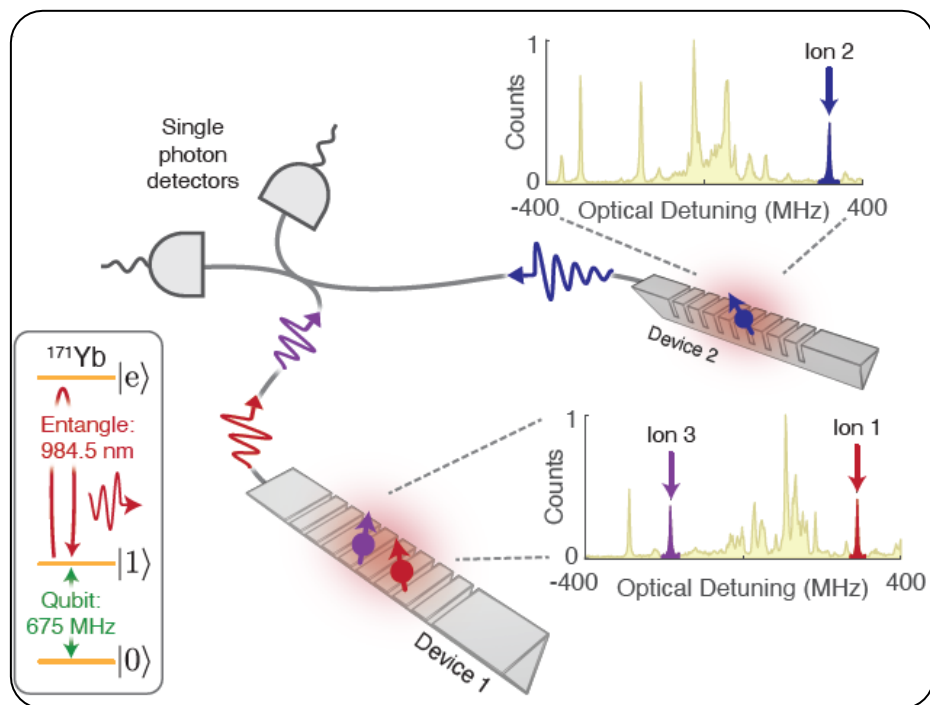 Single
photon
detectors
1
Counts
0
-400
Optical Detuning (MHz)
400
Ion 2
Device 2
171Yb
|e⟩
Entangle:
984.5 nm
|1⟩
Qubit:
675 MHz
|0⟩
1
Counts
0
-400
Optical Detuning (MHz)
400
Ion 3
Ion 1
Device 1